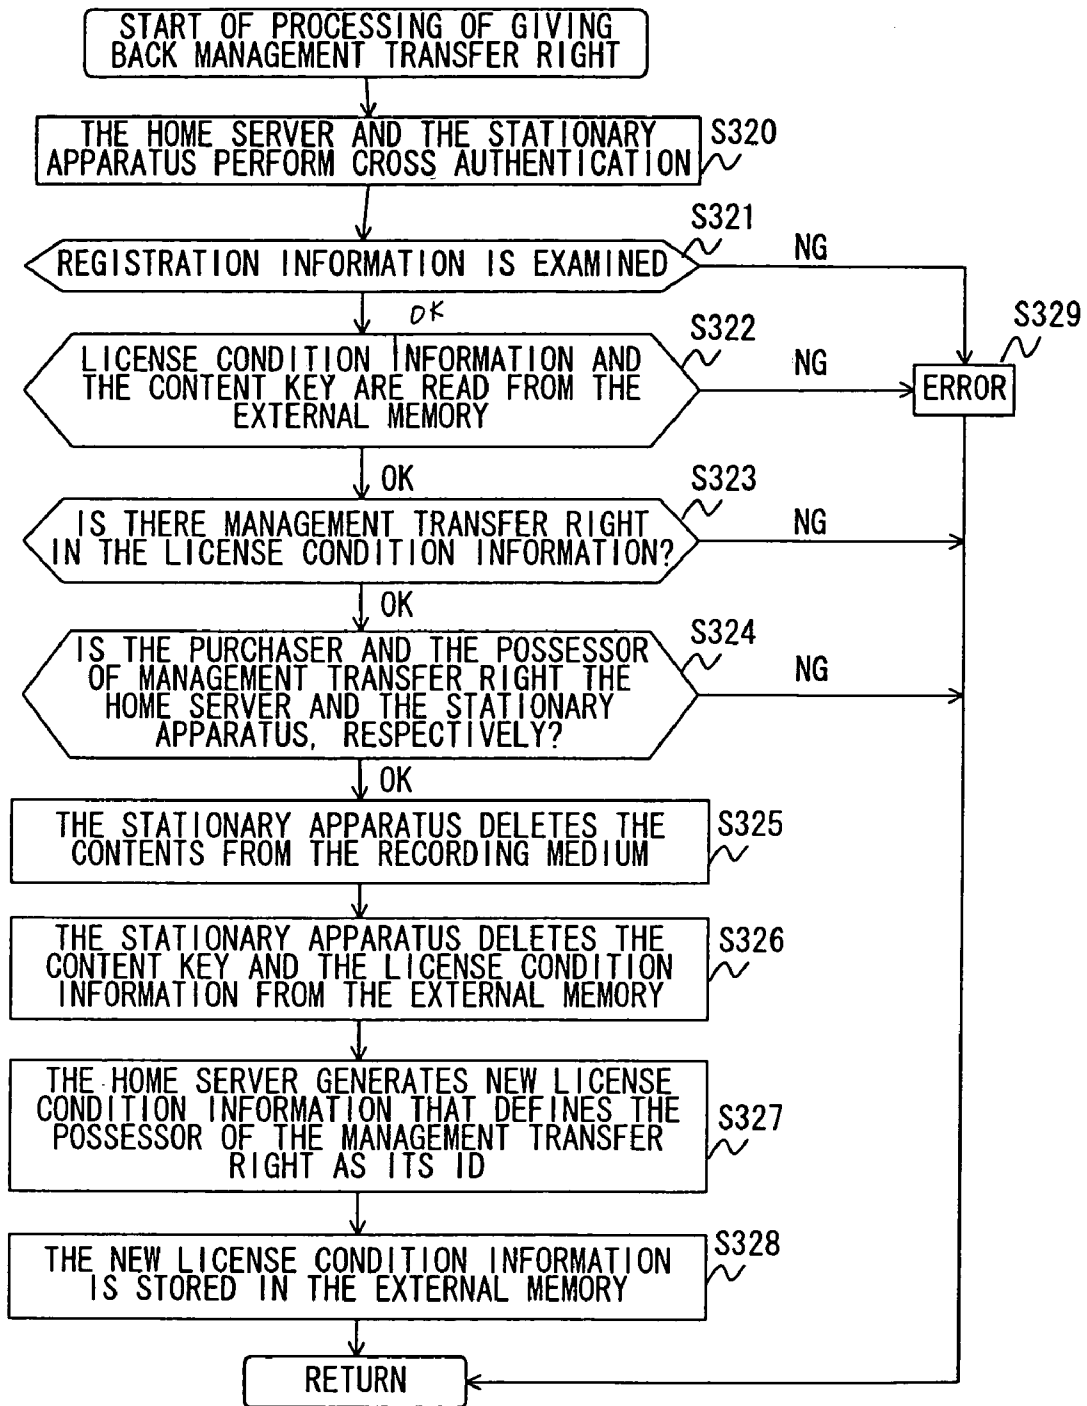 START OF PROCESSING OF GIVING
BACK MANAGEMENT TRANSFER RIGHT
THE HOME SERVER AND THE STATIONARY
APPARATUS PERFORM CROSS AUTHENTICATION
S320
REGISTRATION INFORMATION IS EXAMINED
S321
NG
OK
LICENSE CONDITION INFORMATION AND
THE CONTENT KEY ARE READ FROM THE
EXTERNAL MEMORY
S322
NG
S329
ERROR
OK
IS THERE MANAGEMENT TRANSFER RIGHT
IN THE LICENSE CONDITION INFORMATION?
S323
NG
OK
IS THE PURCHASER AND THE POSSESSOR
OF MANAGEMENT TRANSFER RIGHT THE
HOME SERVER AND THE STATIONARY
APPARATUS, RESPECTIVELY?
S324
NG
OK
THE STATIONARY APPARATUS DELETES THE
CONTENTS FROM THE RECORDING MEDIUM
S325
THE STATIONARY APPARATUS DELETES THE
CONTENT KEY AND THE LICENSE CONDITION
INFORMATION FROM THE EXTERNAL MEMORY
S326
THE HOME SERVER GENERATES NEW LICENSE
CONDITION INFORMATION THAT DEFINES THE
POSSESSOR OF THE MANAGEMENT TRANSFER
RIGHT AS ITS ID
S327
THE NEW LICENSE CONDITION INFORMATION
IS STORED IN THE EXTERNAL MEMORY
S328
RETURN